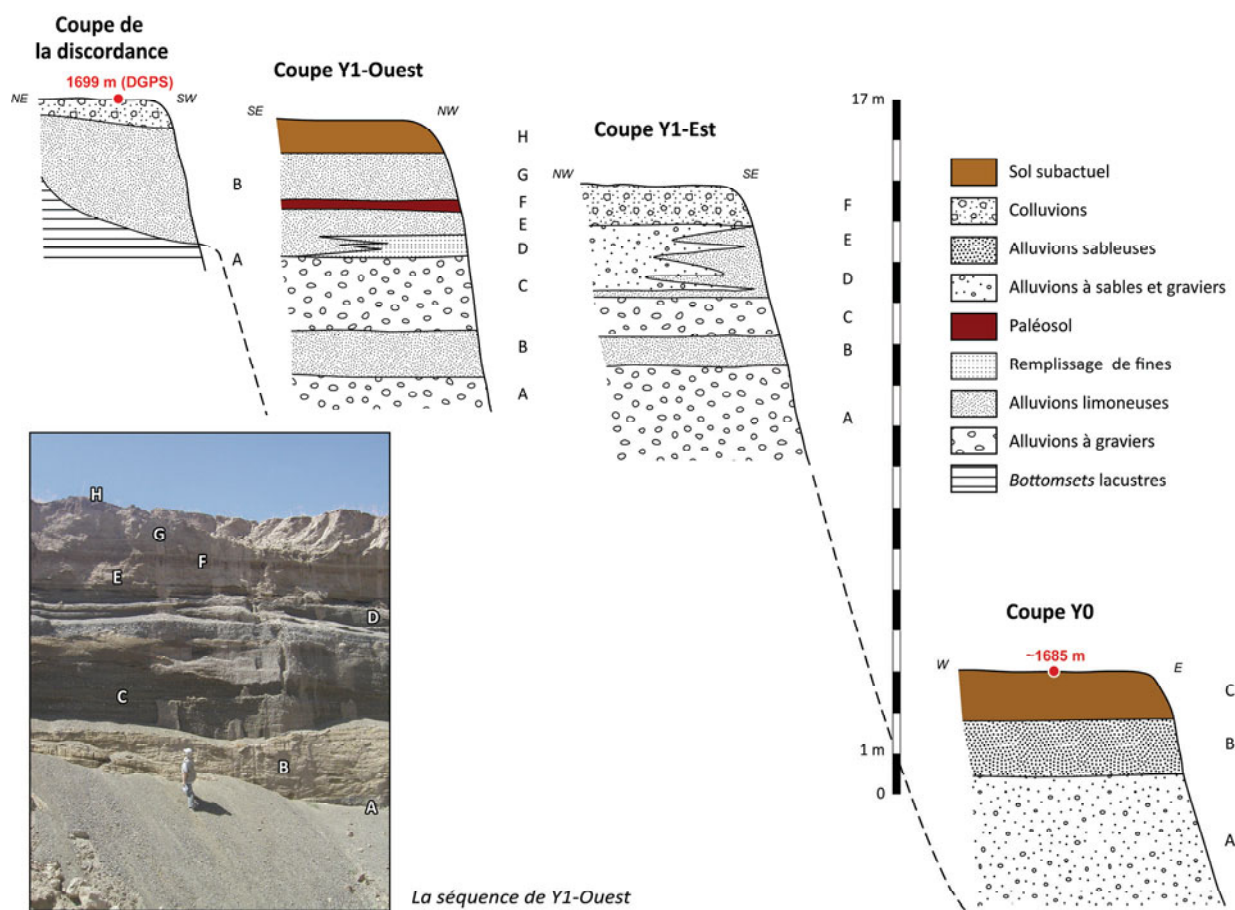 Coupe de
la discordance
1699 m (DGPS)
NE
SW
B
A
Coupe Y1-Ouest
SE
NW
H
G
F
E
D
C
B
A
Coupe Y1-Est
NW
SE
F
E
D
C
B
A
17 m
1 m
0
Sol subactuel
Colluvions
Alluvions sableuses
Alluvions à sables et graviers
Paléosol
Remplissage de fines
Alluvions limoneuses
Alluvions à graviers
Bottomsets lacustres
Coupe Y0
~1685 m
W
E
C
B
A
H
G
F
E
D
C
B
A
La séquence de Y1-Ouest